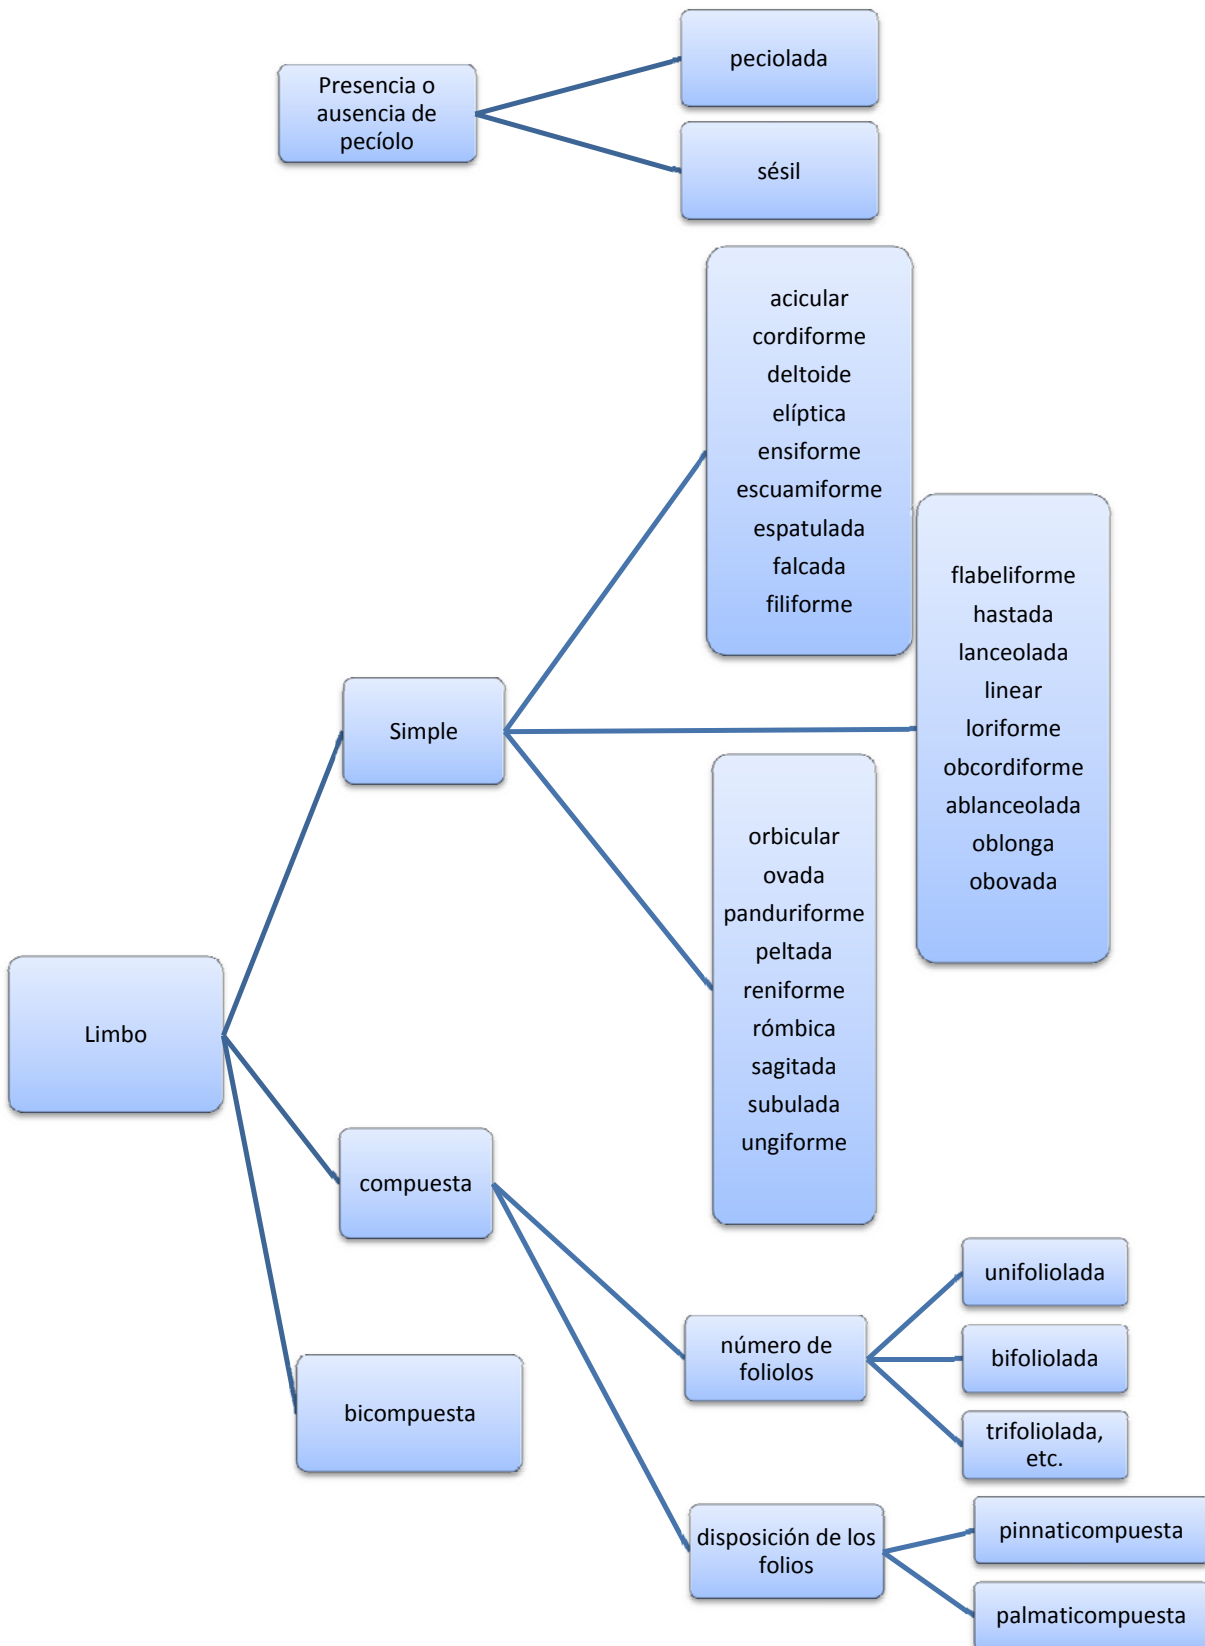 Presencia o
ausencia de
pecíolo
peciolada
sésil
Limbo
Simple
acicular
cordiforme
deltoide
elíptica
ensiforme
escuamiforme
espatulada
falcada
filiforme
flabeliforme
hastada
lanceolada
linear
loriforme
obcordiforme
ablanceolada
oblonga
obovada
orbicular
ovada
panduriforme
peltada
reniforme
rómbica
sagitada
subulada
ungiforme
compuesta
número de
foliolos
unifoliolada
bifoliolada
trifoliolada,
etc.
disposición de los
folios
pinnaticompuesta
palmaticompuesta
bicompuesta